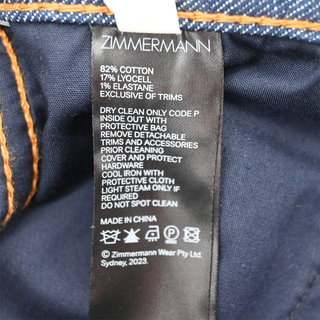 ZIMMERMANN
82% COTTON
17% LYOCELL
1% ELASTANE
EXCLUSIVE OF TRIMS
DRY CLEAN ONLY CODE P
INSIDE OUT WITH
PROTECTIVE BAG
REMOVE DETACHABLE
TRIMS AND ACCESSORIES
PRIOR CLEANING
COVER AND PROTECT
HARDWARE
COOL IRON WITH
PROTECTIVE CLOTH
LIGHT STEAM ONLY IF
REQUIRED
DO NOT SPOT CLEAN
MADE IN CHINA
© Zimmermann Wear Pty Ltd.
Sydney, 2023.